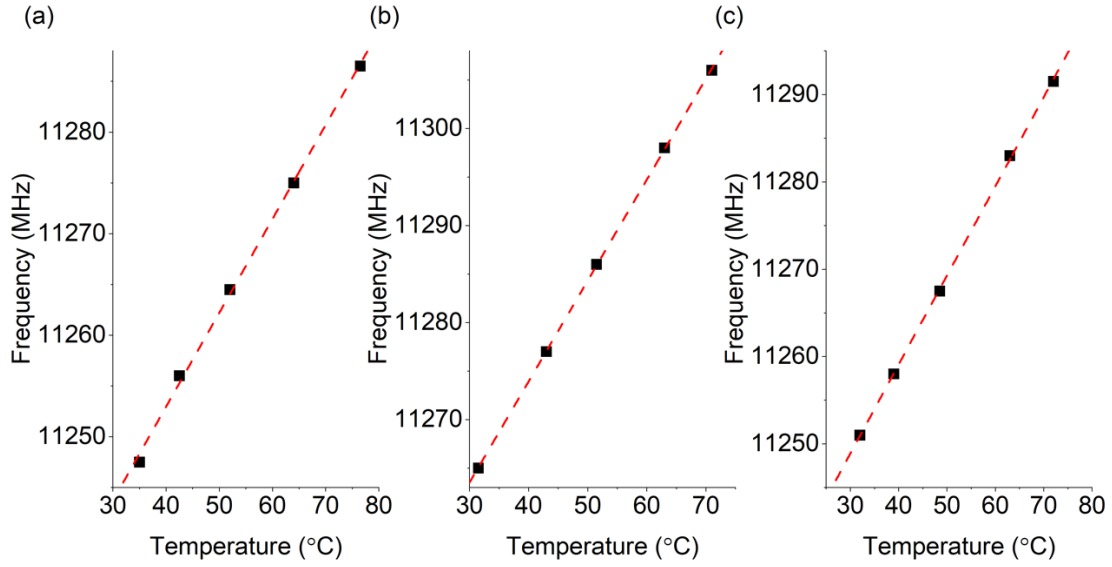 (a)
Frequency (MHz)
11280
11270
11260
11250
30 40 50 60 70 80
Temperature (°C)
(b)
Frequency (MHz)
11300
11290
11280
11270
30 40 50 60 70
Temperature (°C)
(c)
Frequency (MHz)
11290
11280
11270
11260
11250
30 40 50 60 70 80
Temperature (°C)